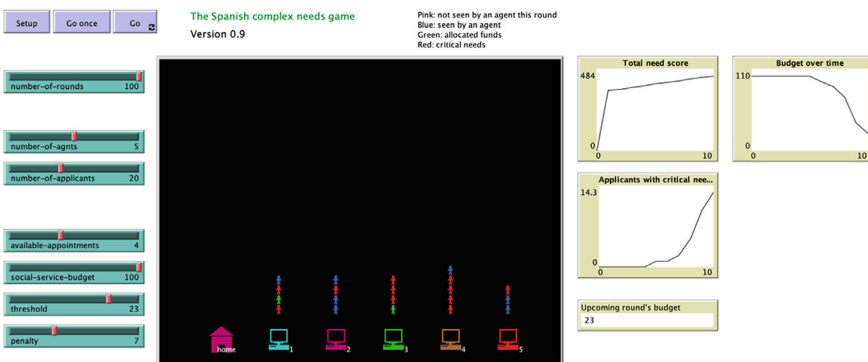 Setup
Go once
Go
The Spanish complex needs game
Version 0.9
Pink: not seen by an agent this round
Blue: seen by an agent
Green: allocated funds
Red: critical needs
number-of-rounds 100
number-of-agnts 5
number-of-applicants 20
available-appointments 4
social-service-budget 100
threshold 23
penalty 7
home
1
2
3
4
5
Total need score
484
0
0 10
Budget over time
110
0
0 10
Applicants with critical nee...
14.3
0
0 10
Upcoming round's budget
23